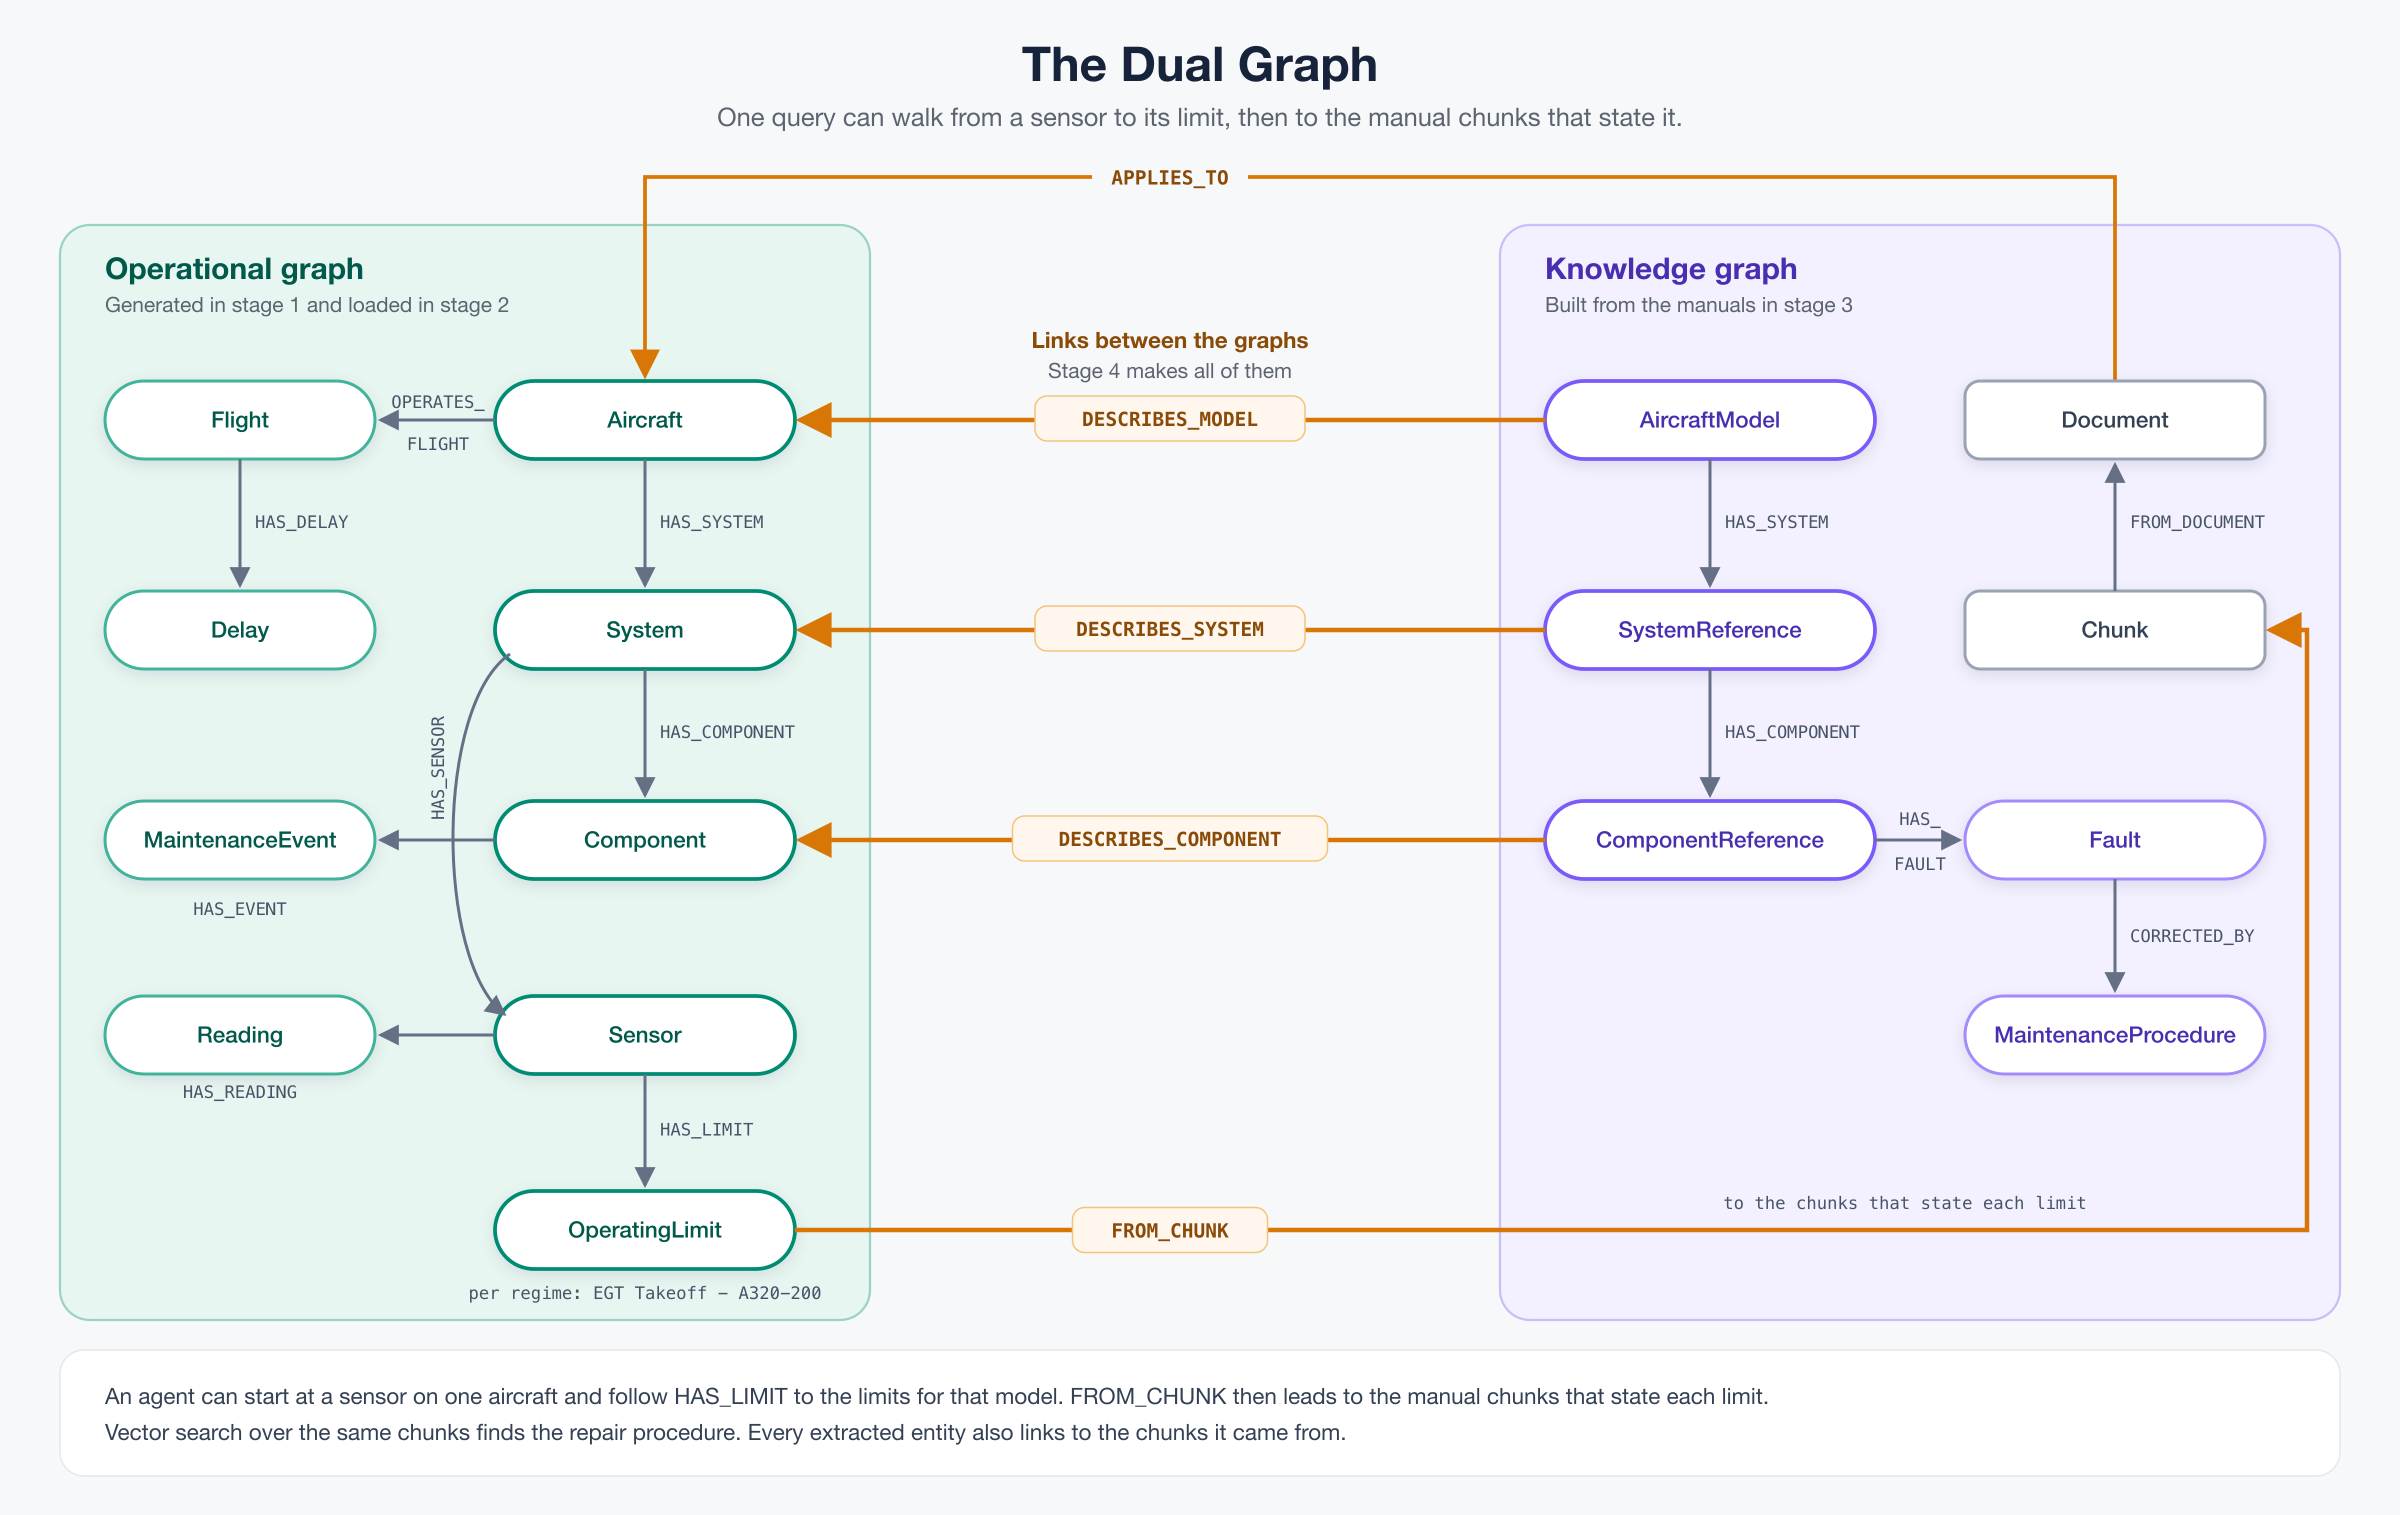 The Dual Graph
One query can walk from a sensor to its limit, then to the manual chunks that state it.
APPLIES_TO
Operational graph
Generated in stage 1 and loaded in stage 2
Links between the graphs
Stage 4 makes all of them
Knowledge graph
Built from the manuals in stage 3
Flight
OPERATES_
FLIGHT
Aircraft
DESCRIBES_MODEL
AircraftModel
Document
HAS_DELAY
HAS_SYSTEM
HAS_SYSTEM
FROM_DOCUMENT
Delay
System
DESCRIBES_SYSTEM
SystemReference
Chunk
HAS_SENSOR
HAS_COMPONENT
HAS_COMPONENT
MaintenanceEvent
HAS_EVENT
Component
DESCRIBES_COMPONENT
ComponentReference
HAS_
FAULT
Fault
CORRECTED_BY
Reading
HAS_READING
Sensor
MaintenanceProcedure
HAS_LIMIT
OperatingLimit
FROM_CHUNK
to the chunks that state each limit
per regime: EGT Takeoff – A320–200
An agent can start at a sensor on one aircraft and follow HAS_LIMIT to the limits for that model. FROM_CHUNK then leads to the manual chunks that state each limit.
Vector search over the same chunks finds the repair procedure. Every extracted entity also links to the chunks it came from.